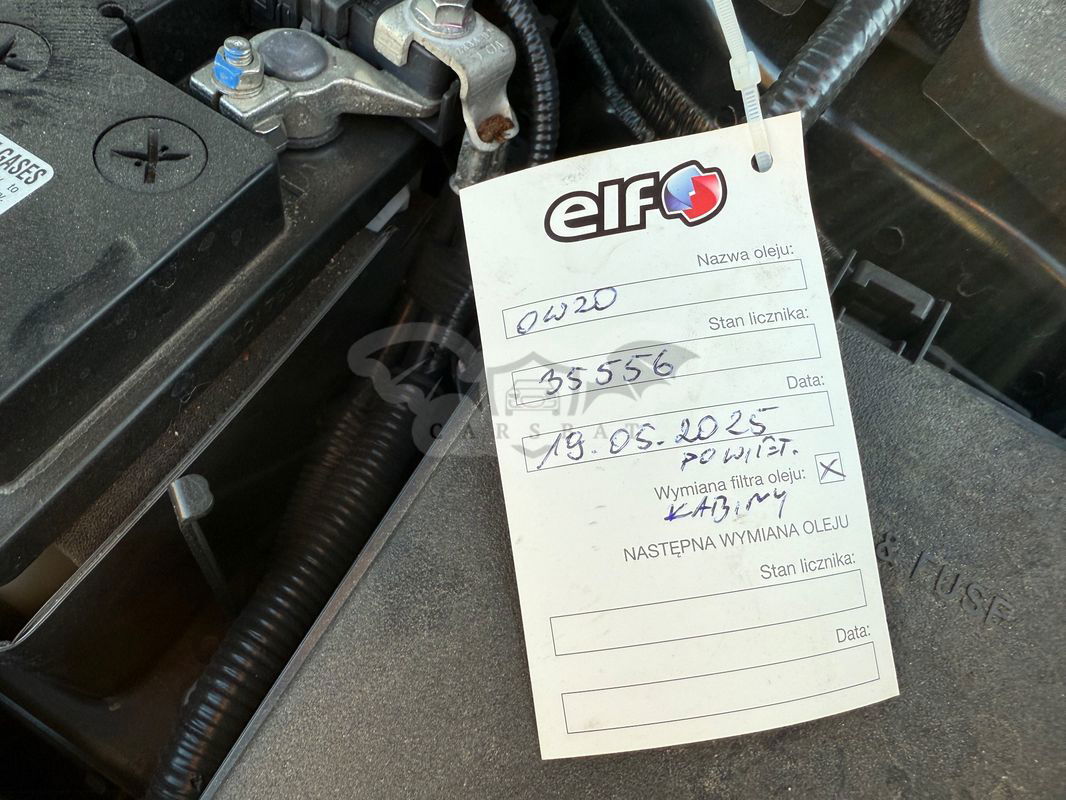 GASES
elf
Nazwa oleju:
0W20
Stan licznika:
35556
Data:
19.05.2025
POWIET.
Wymiana filtra oleju:
KABINY
NASTĘPNA WYMIANA OLEJU
Stan licznika:
Data:
& FUSE
CARSBAT